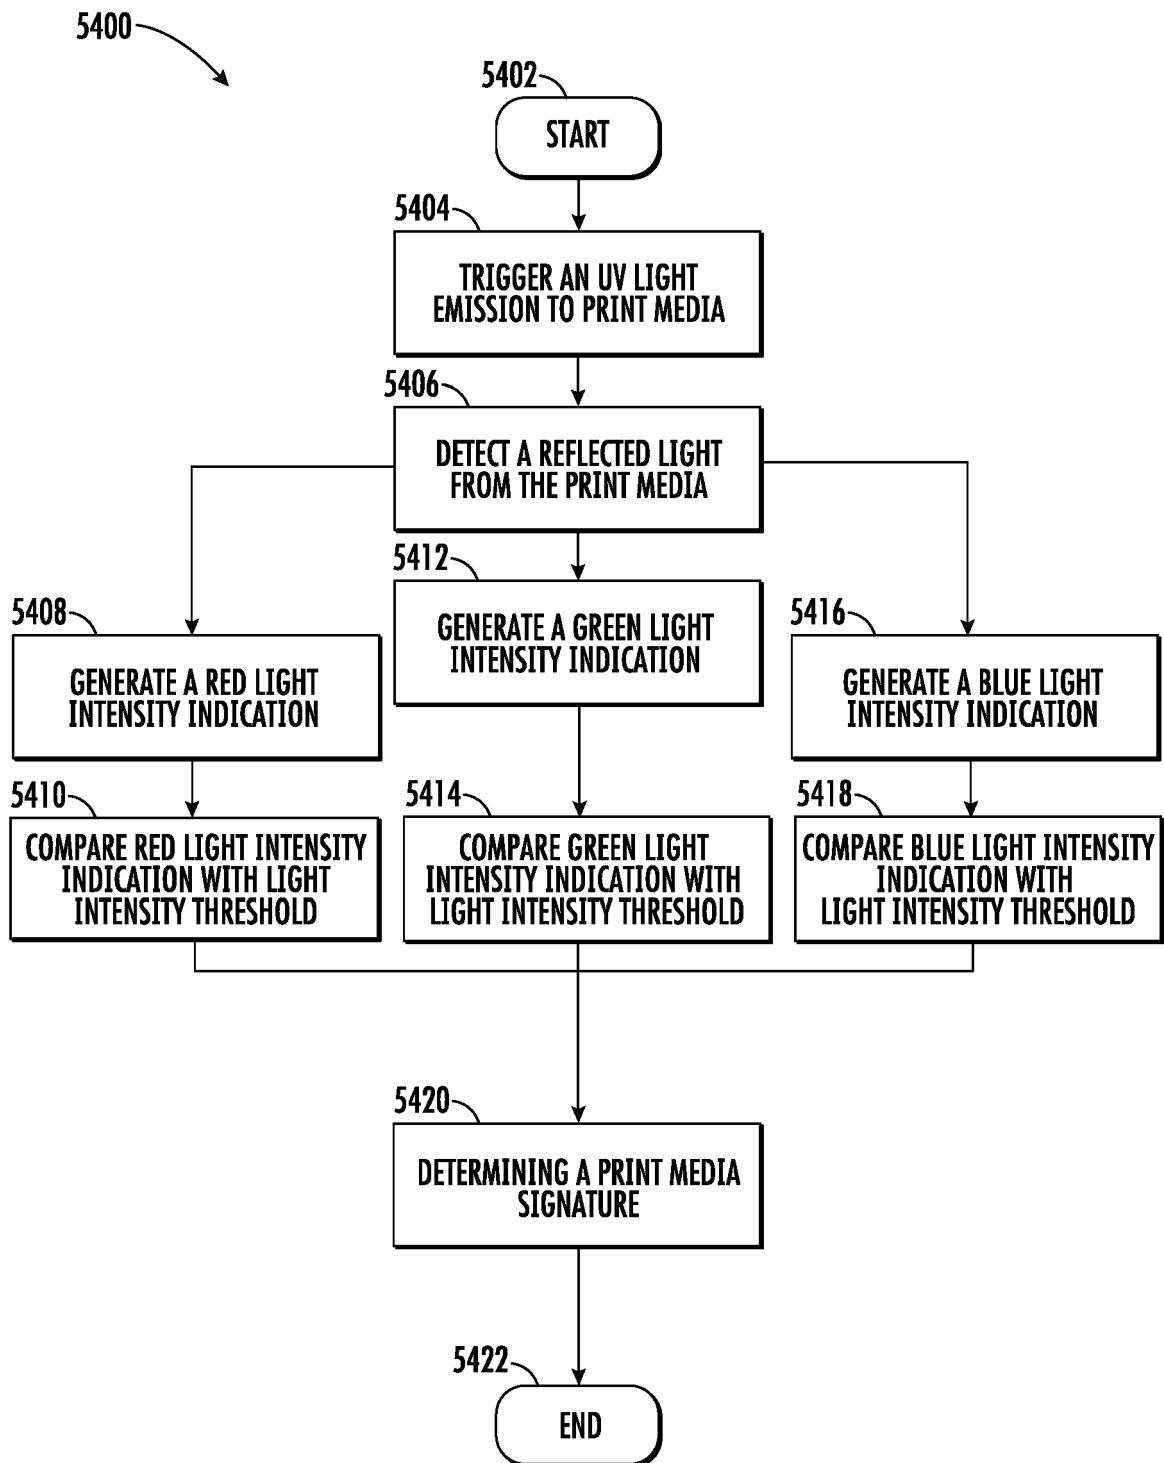 5400
5402
START
5404
TRIGGER AN UV LIGHT
EMISSION TO PRINT MEDIA
5406
DETECT A REFLECTED LIGHT
FROM THE PRINT MEDIA
5408
GENERATE A RED LIGHT
INTENSITY INDICATION
5412
GENERATE A GREEN LIGHT
INTENSITY INDICATION
5416
GENERATE A BLUE LIGHT
INTENSITY INDICATION
5410
COMPARE RED LIGHT INTENSITY
INDICATION WITH LIGHT
INTENSITY THRESHOLD
5414
COMPARE GREEN LIGHT
INTENSITY INDICATION WITH
LIGHT INTENSITY THRESHOLD
5418
COMPARE BLUE LIGHT INTENSITY
INDICATION WITH
LIGHT INTENSITY THRESHOLD
5420
DETERMINING A PRINT MEDIA
SIGNATURE
5422
END